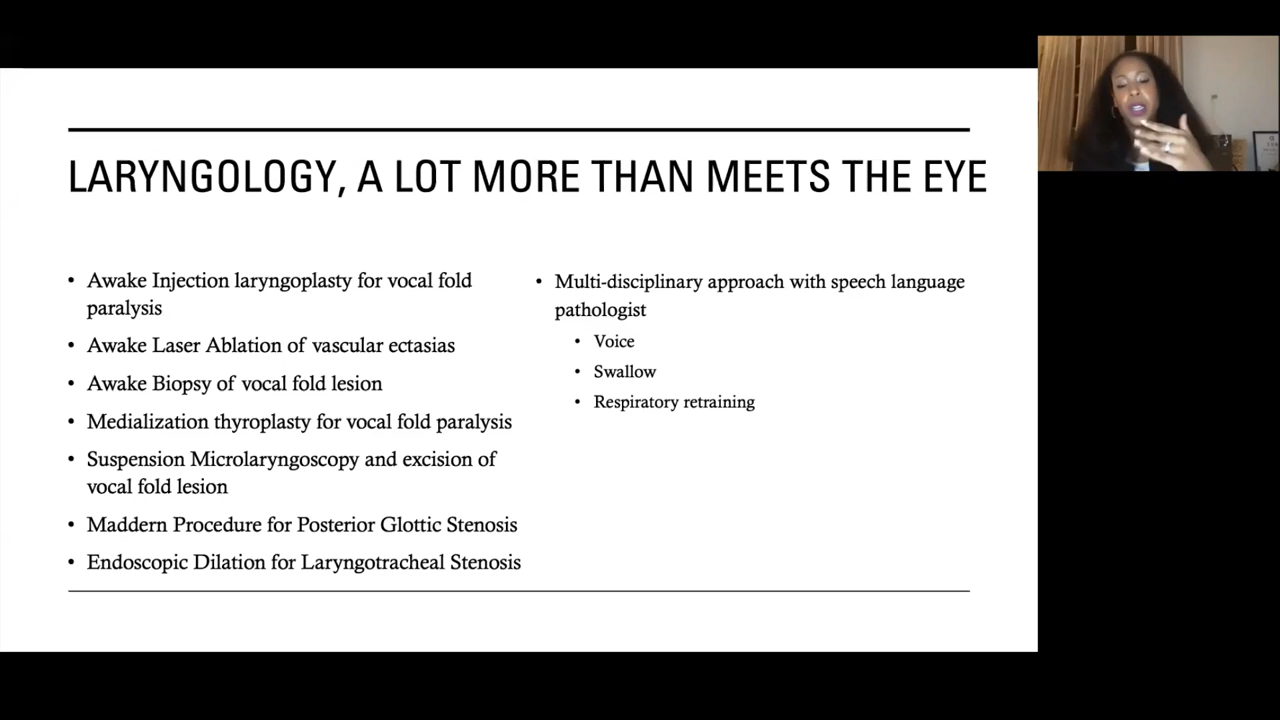 LARYNGOLOGY, A LOT MORE THAN MEETS THE EYE
• Awake Injection laryngoplasty for vocal fold
paralysis
• Awake Laser Ablation of vascular ectasias
• Awake Biopsy of vocal fold lesion
• Medialization thyroplasty for vocal fold paralysis
• Suspension Microlaryngoscopy and excision of
vocal fold lesion
• Maddern Procedure for Posterior Glottic Stenosis
• Endoscopic Dilation for Laryngotracheal Stenosis
• Multi-disciplinary approach with speech language
pathologist
• Voice
• Swallow
• Respiratory retraining